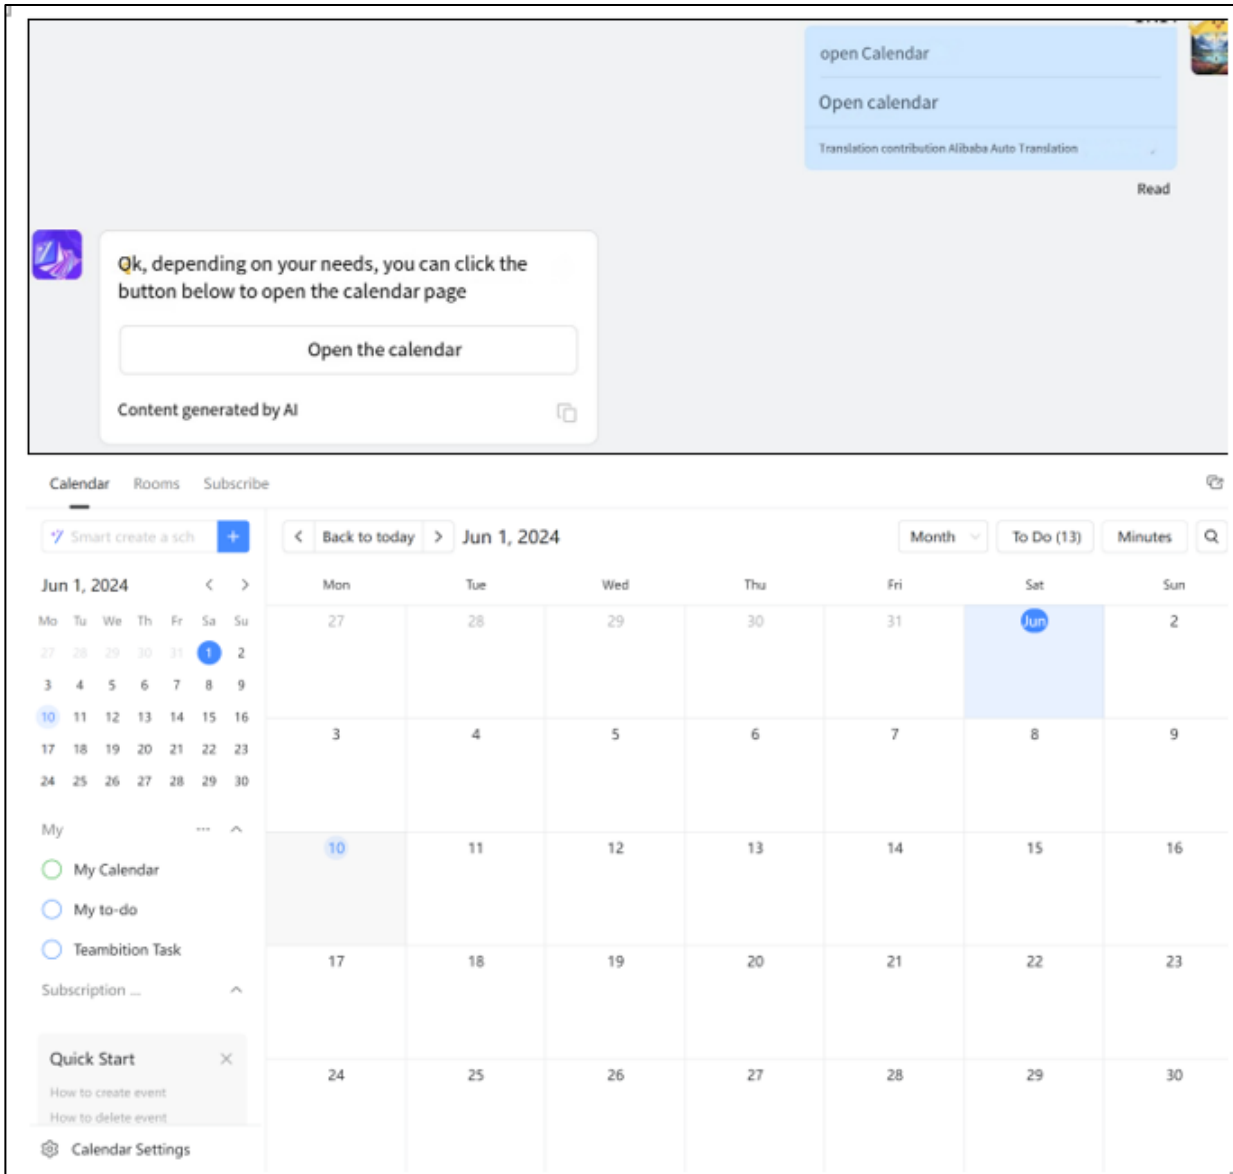 open Calendar
Open calendar
Translation contribution Alibaba Auto Translation
Read
Ok, depending on your needs, you can click the
button below to open the calendar page
Open the calendar
Content generated by AI
Calendar Rooms Subscribe
Smart create a sch +
Back to today Jun 1, 2024 Month To Do (13) Minutes
Jun 1, 2024
Mo Tu We Th Fr Sa Su
27 28 29 30 31 1 2
3 4 5 6 7 8 9
10 11 12 13 14 15 16
17 18 19 20 21 22 23
24 25 26 27 28 29 30
My ...
My Calendar
My to-do
Teambition Task
Subscription ...
Quick Start
How to create event
How to delete event
Calendar Settings
Mon Tue Wed Thu Fri Sat Sun
27 28 29 30 31 Jun 2
3 4 5 6 7 8 9
10 11 12 13 14 15 16
17 18 19 20 21 22 23
24 25 26 27 28 29 30